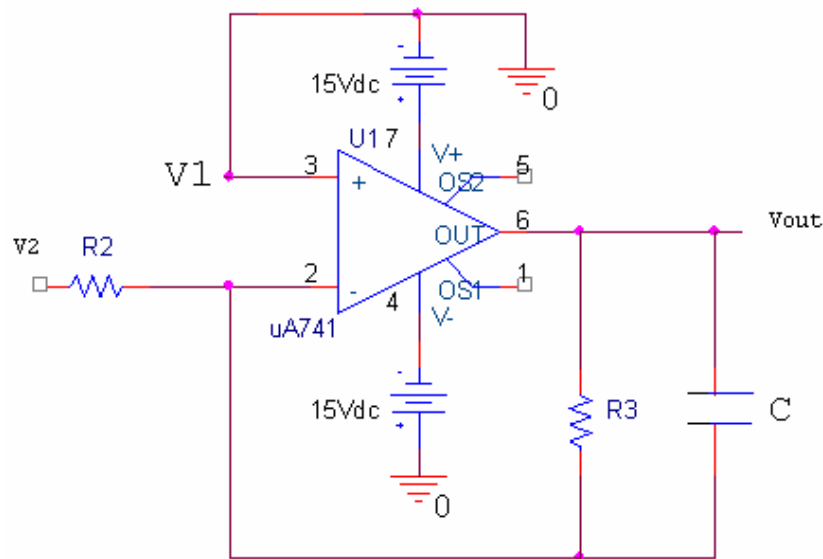 -
15Vdc
+
0
U17
V1
3
+
V+
5
OS2
6
Vout
OUT
V2
R2
2
-
4
1
OS1
V-
uA741
-
15Vdc
+
R3
C
0